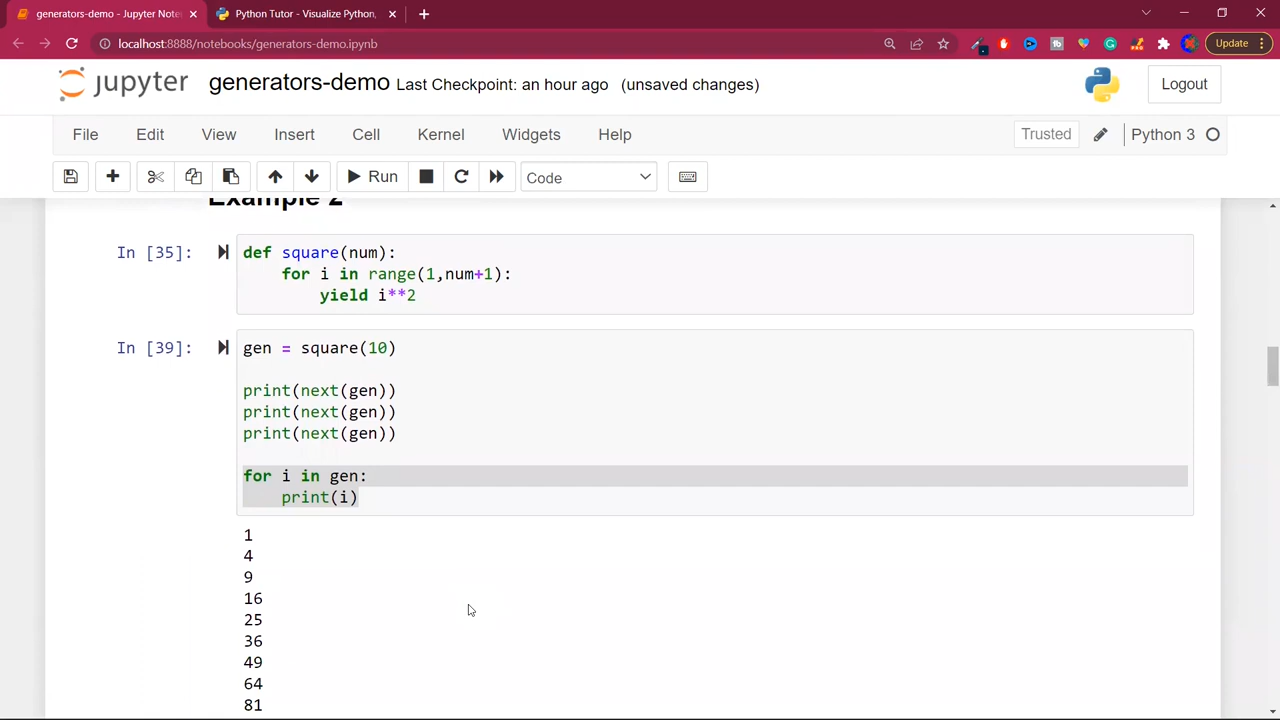 generators-demo - Jupyter Note
Python Tutor - Visualize Python,
localhost:8888/notebooks/generators-demo.ipynb
Update
jupyter generators-demo Last Checkpoint: an hour ago (unsaved changes)
Logout
File Edit View Insert Cell Kernel Widgets Help
Trusted
Python 3
Run
Code
Example 2
In [35]:
def square(num):
    for i in range(1,num+1):
        yield i**2
In [39]:
gen = square(10)
print(next(gen))
print(next(gen))
print(next(gen))
for i in gen:
    print(i)
1
4
9
16
25
36
49
64
81